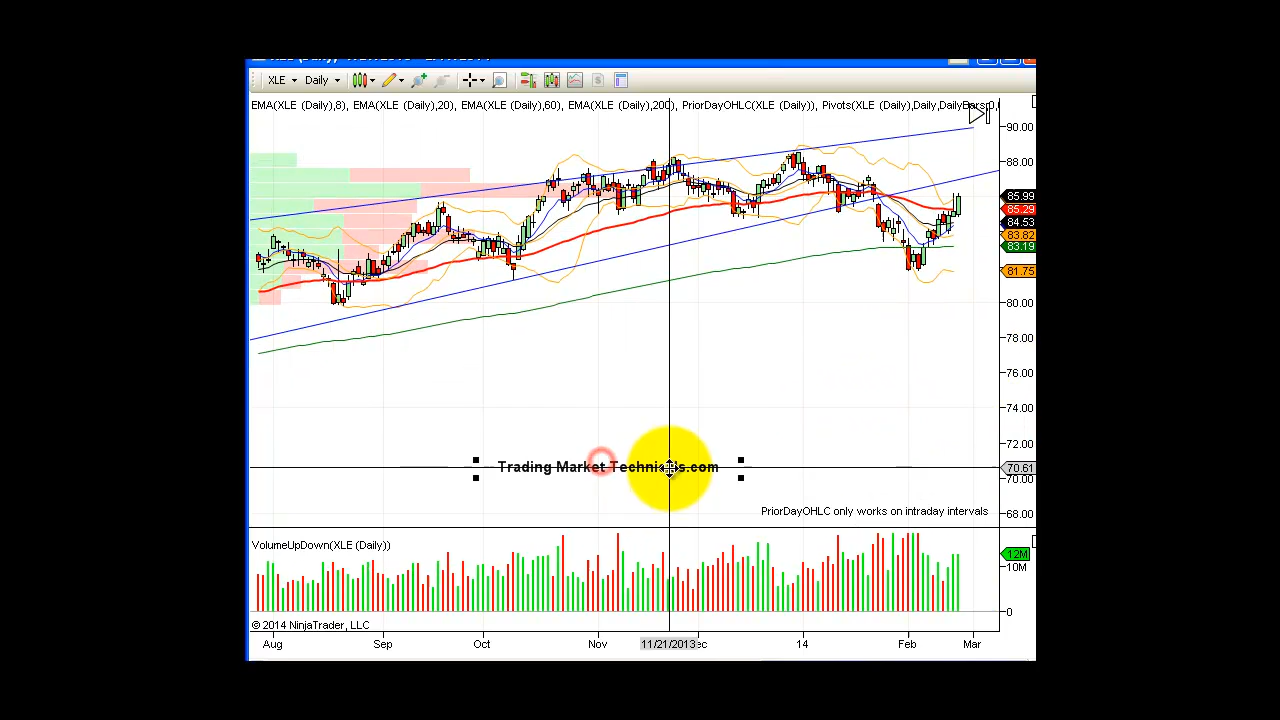 XLE Daily
EMA(XLE (Daily),8), EMA(XLE (Daily),20), EMA(XLE (Daily),60), EMA(XLE (Daily),200), PriorDayOHLC(XLE (Daily)), Pivots(XLE (Daily),Daily,DailyBars,0,
90.00
88.00
85.99
85.29
84.53
83.82
83.19
81.75
80.00
78.00
76.00
74.00
72.00
Trading Market Technicals.com
70.61
70.00
PriorDayOHLC only works on intraday intervals
68.00
VolumeUpDown(XLE (Daily))
12M
10M
0
© 2014 NinjaTrader, LLC
Aug Sep Oct Nov 11/21/2013 14 Feb Mar